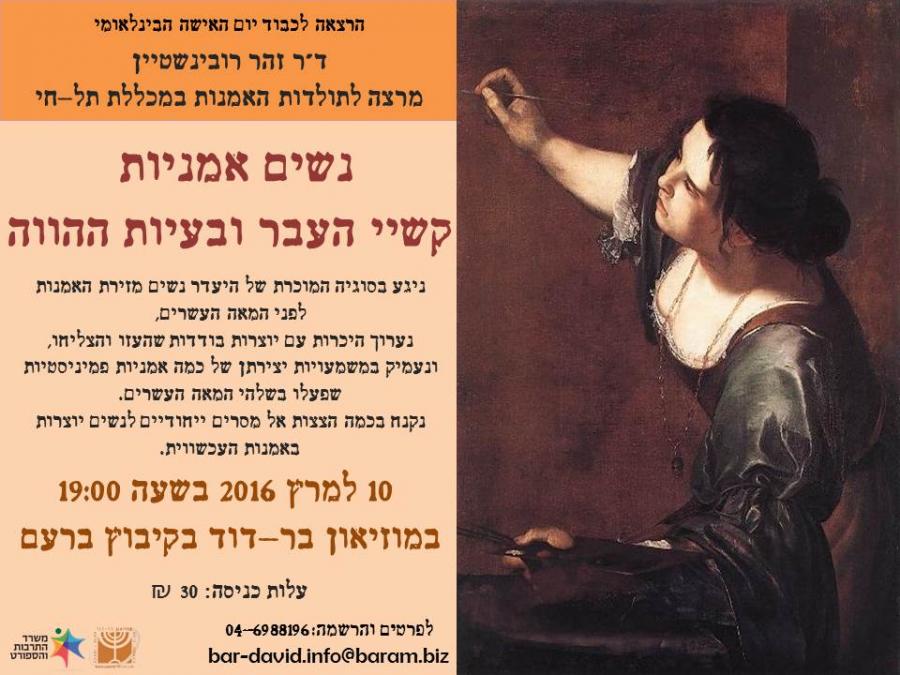 הרצאה לכבוד יום האישה הבינלאומי
ד״ר זהר רובינשטיין
מרצה לתולדות האמנות במכללת תל-חי
נשים אמניות
קשיי העבר ובעיות ההווה
ניגע בסוגיה המוכרת של היעדר נשים מזירת האמנות
לפני המאה העשרים,
נערוך היכרות עם יוצרות בודדות שהעזו והצליחו,
ונעמיק במשמעויות יצירתן של כמה אמניות פמיניסטיות
שפעלו בשלהי המאה העשרים.
נקנח בכמה הצצות אל מסרים ייחודיים לנשים יוצרות
באמנות העכשווית.
10 למרץ 2016 בשעה 19:00
במוזיאון בר-דוד בקיבוץ ברעם
עלות כניסה: 30 ₪
לפרטים והרשמה: 04-6988196
bar-david.info@baram.biz
משרד
התרבות
והספורט